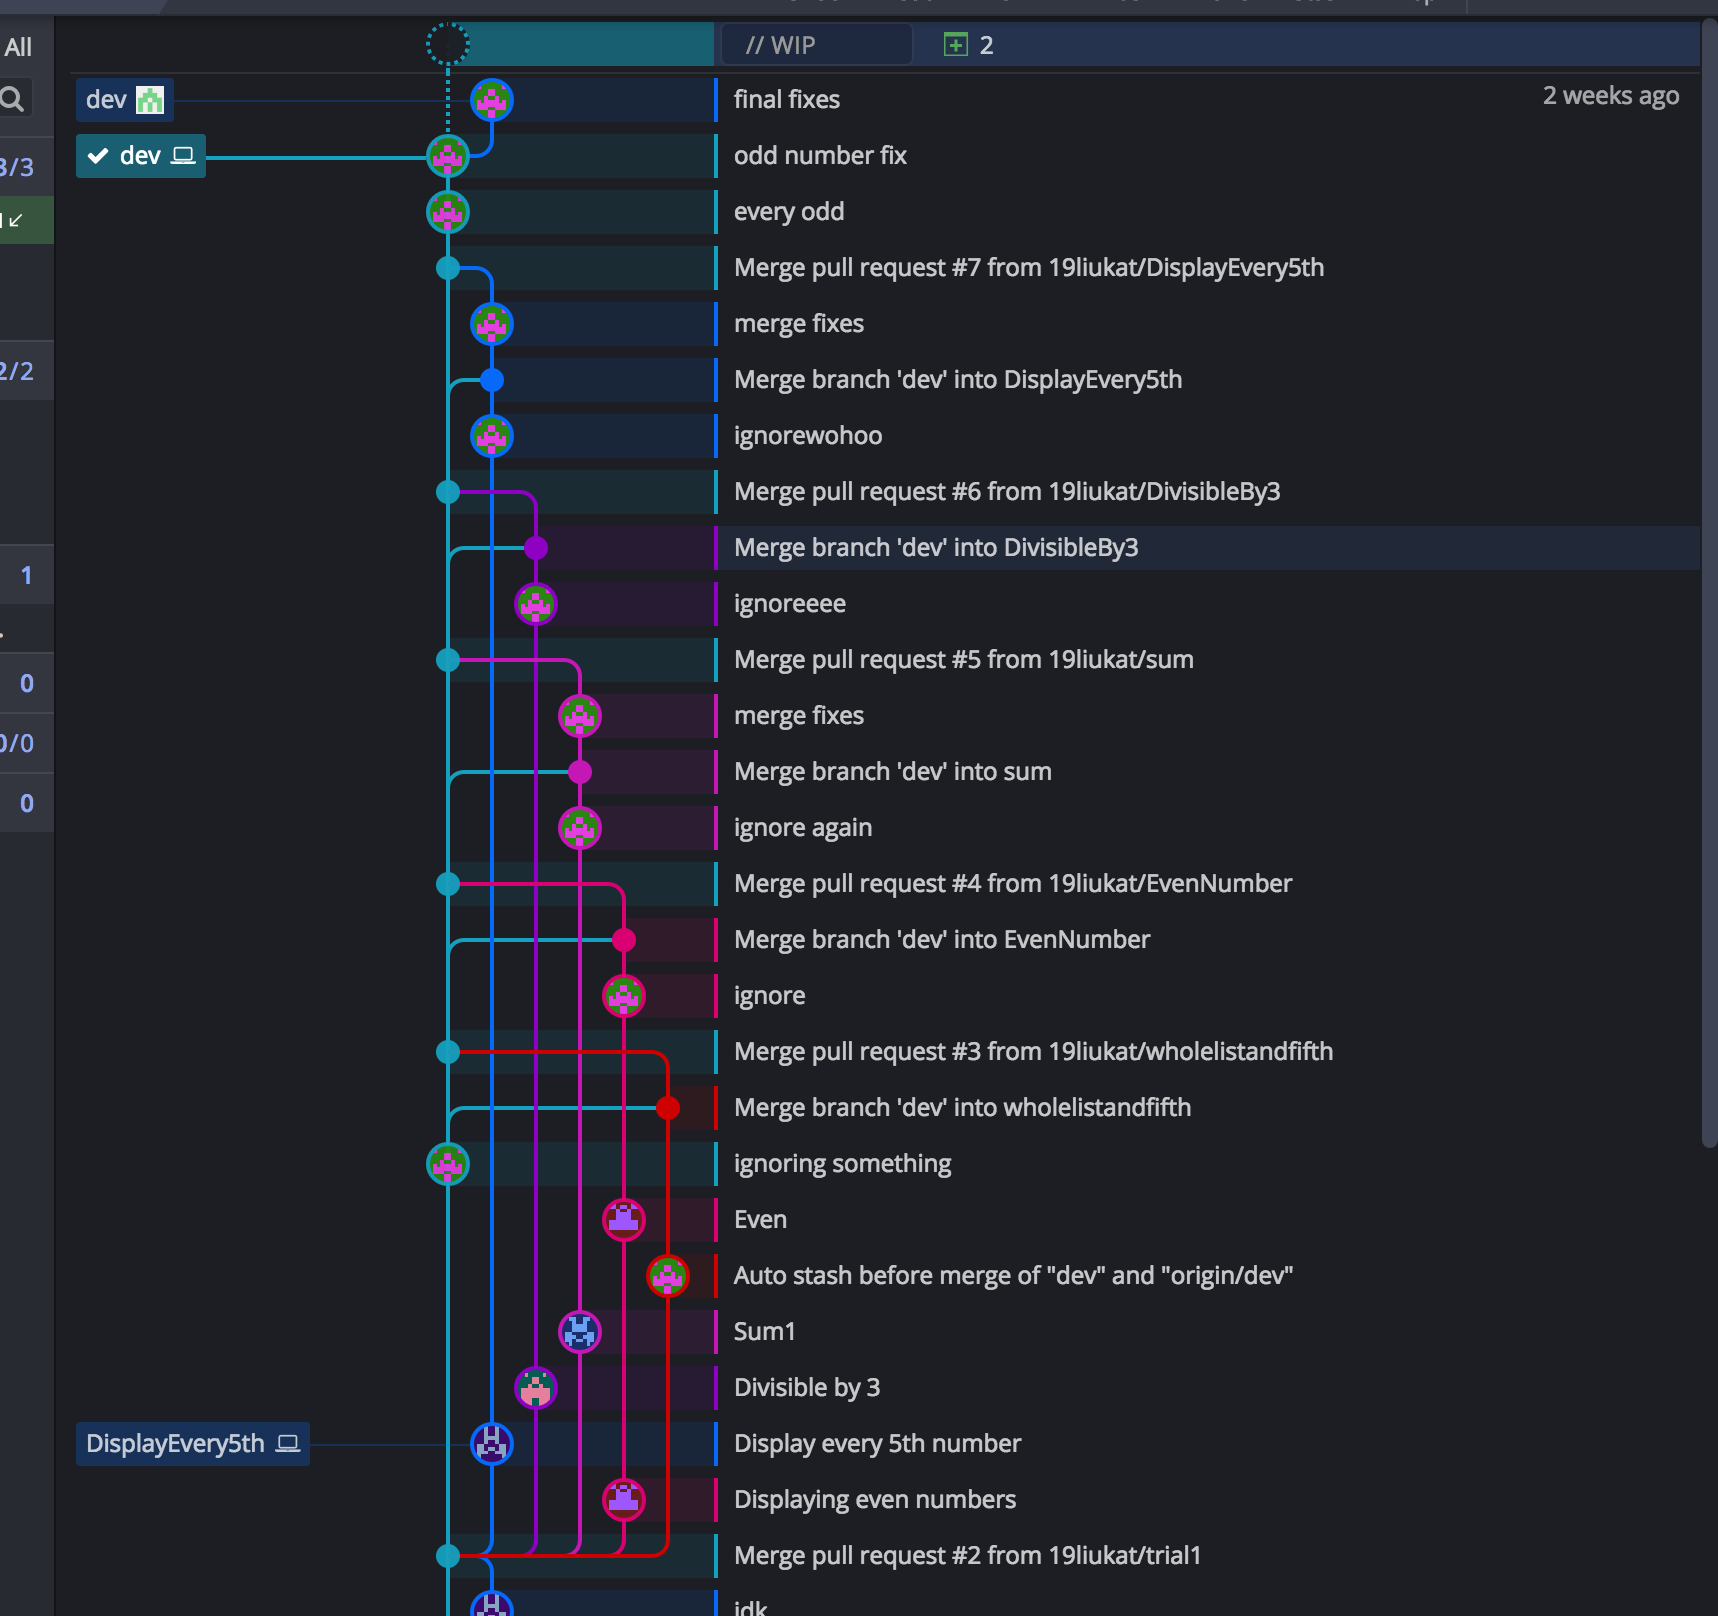 All
// WIP
2
dev
final fixes
2 weeks ago
dev
odd number fix
3/3
every odd
Merge pull request #7 from 19liukat/DisplayEvery5th
merge fixes
2/2
Merge branch 'dev' into DisplayEvery5th
ignorewohoo
Merge pull request #6 from 19liukat/DivisibleBy3
Merge branch 'dev' into DivisibleBy3
1
ignoreeee
Merge pull request #5 from 19liukat/sum
0
merge fixes
0/0
Merge branch 'dev' into sum
0
ignore again
Merge pull request #4 from 19liukat/EvenNumber
Merge branch 'dev' into EvenNumber
ignore
Merge pull request #3 from 19liukat/wholelistandfifth
Merge branch 'dev' into wholelistandfifth
ignoring something
Even
Auto stash before merge of "dev" and "origin/dev"
Sum1
Divisible by 3
DisplayEvery5th
Display every 5th number
Displaying even numbers
Merge pull request #2 from 19liukat/trial1
idk